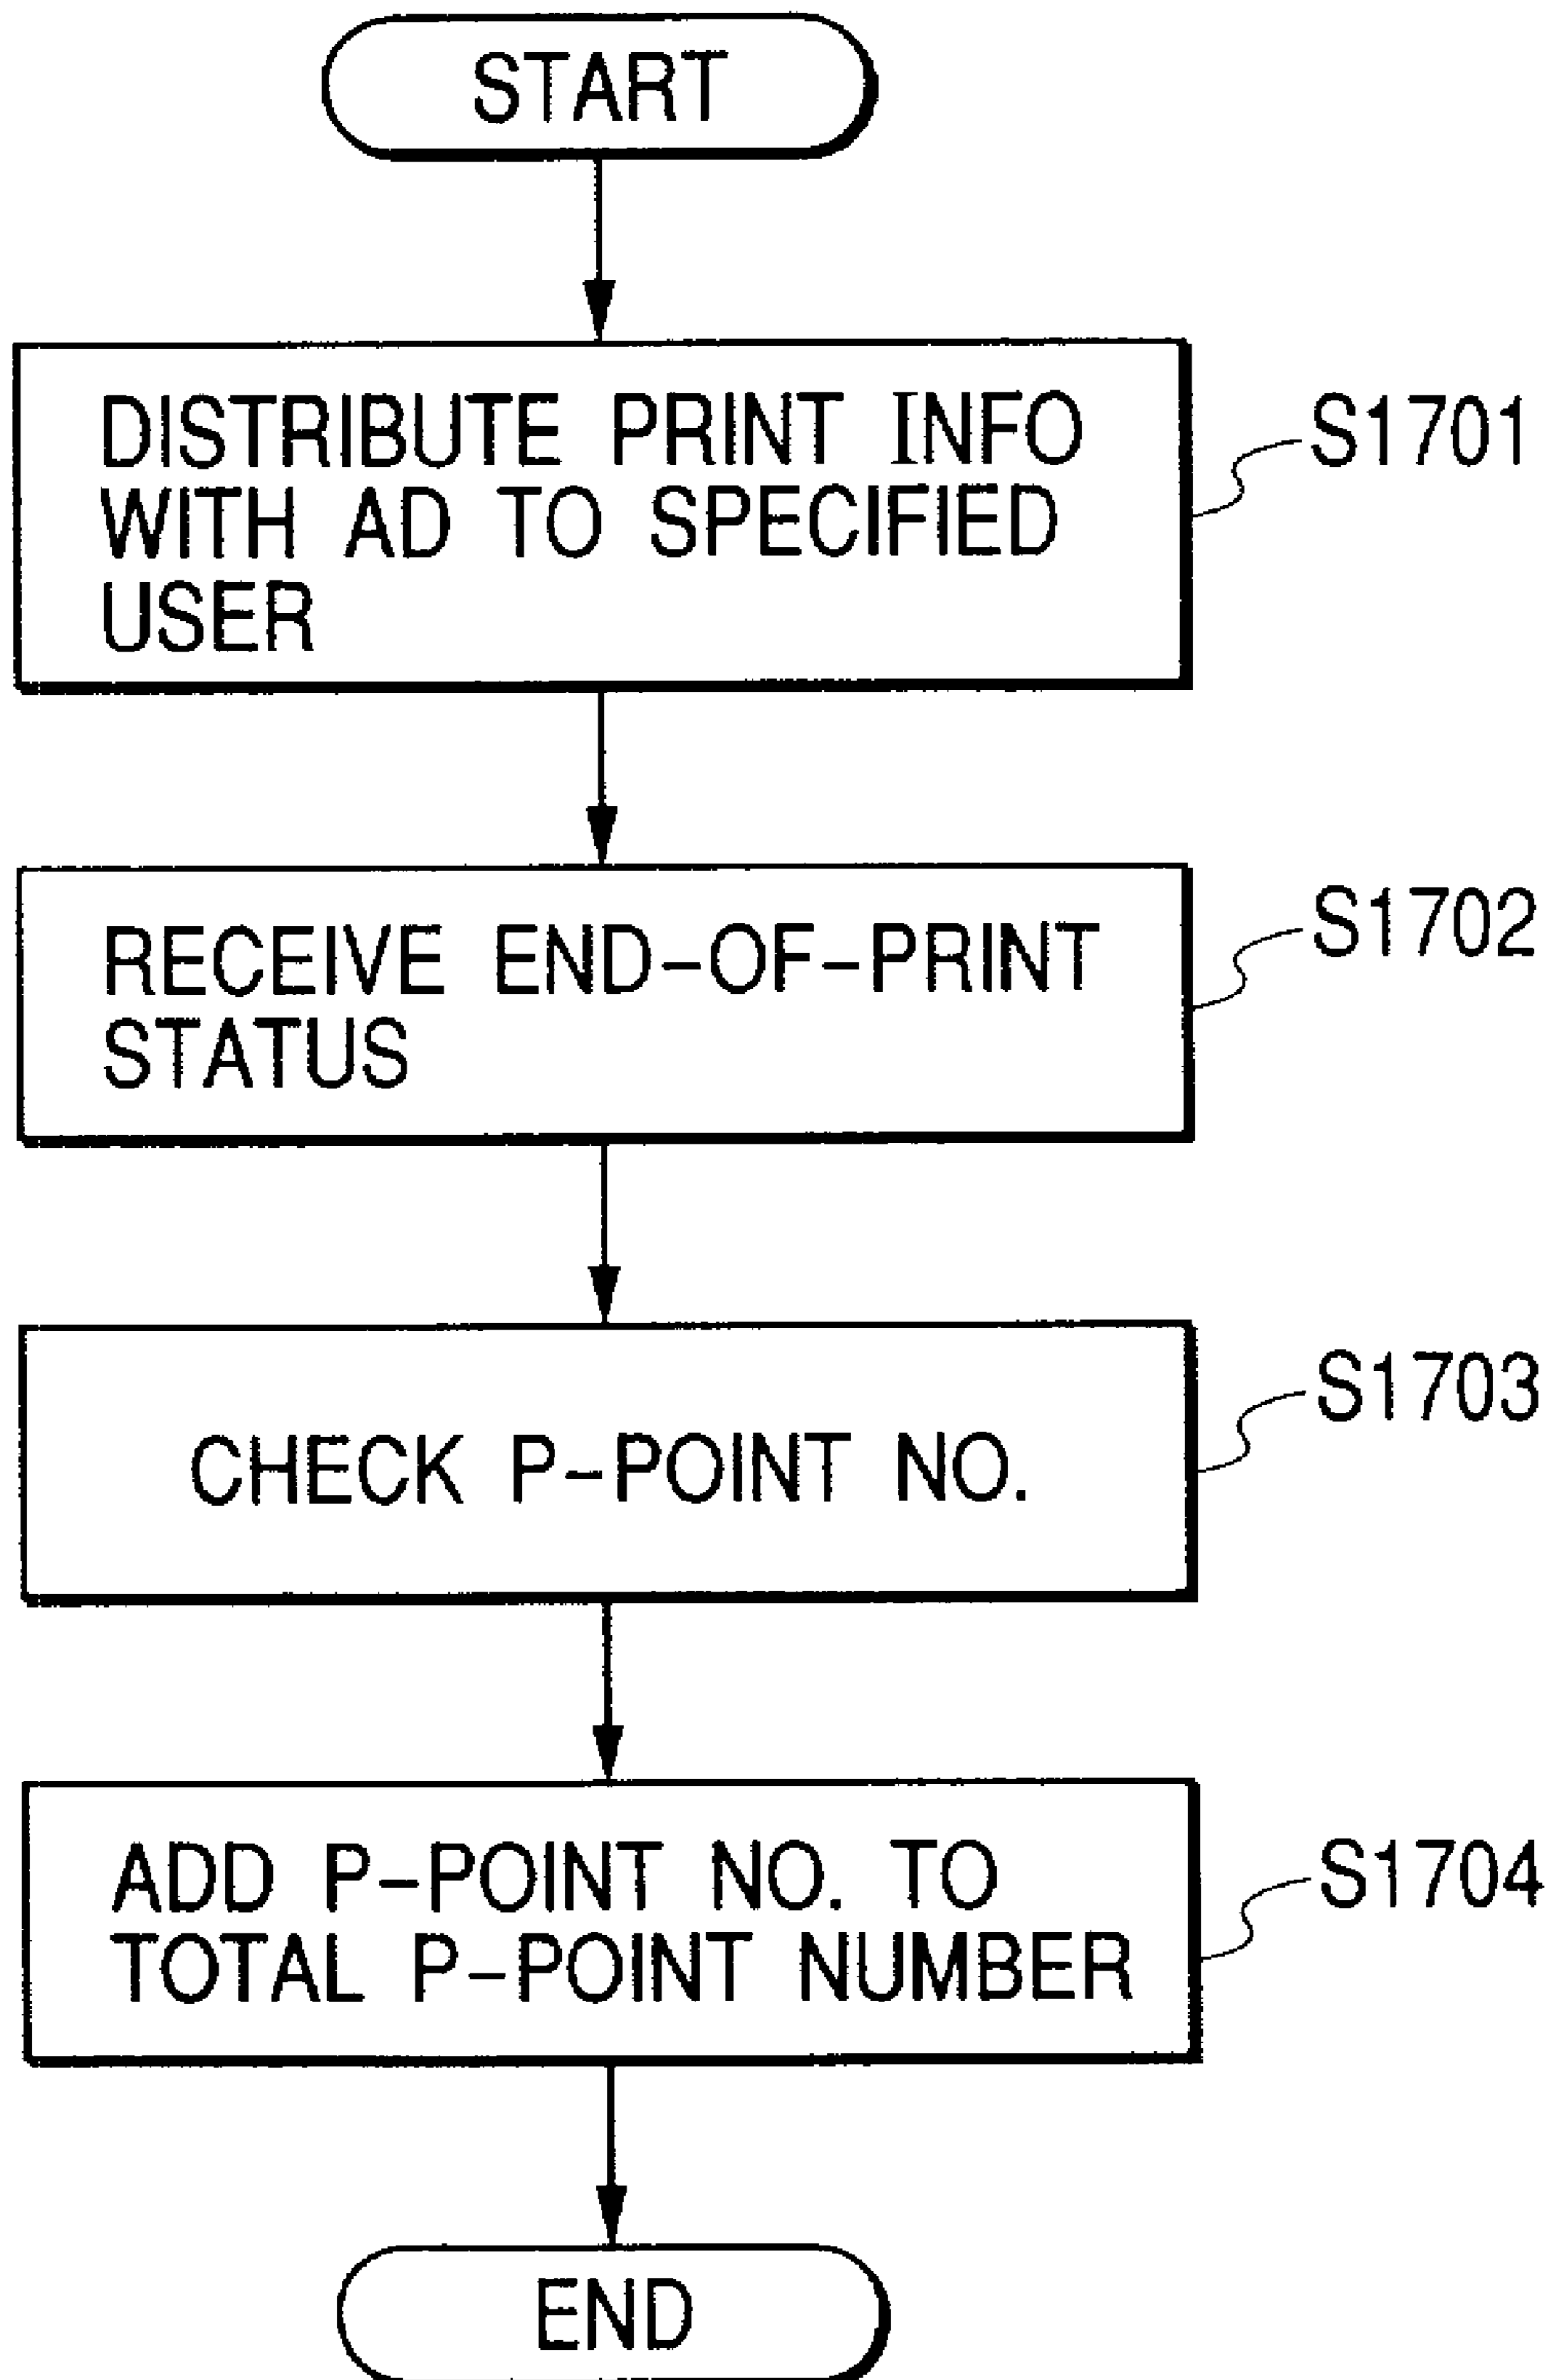 START
DISTRIBUTE PRINT INFO
WITH AD TO SPECIFIED
USER
S1701
RECEIVE END-OF-PRINT
STATUS
S1702
CHECK P-POINT NO.
S1703
ADD P-POINT NO. TO
TOTAL P-POINT NUMBER
S1704
END